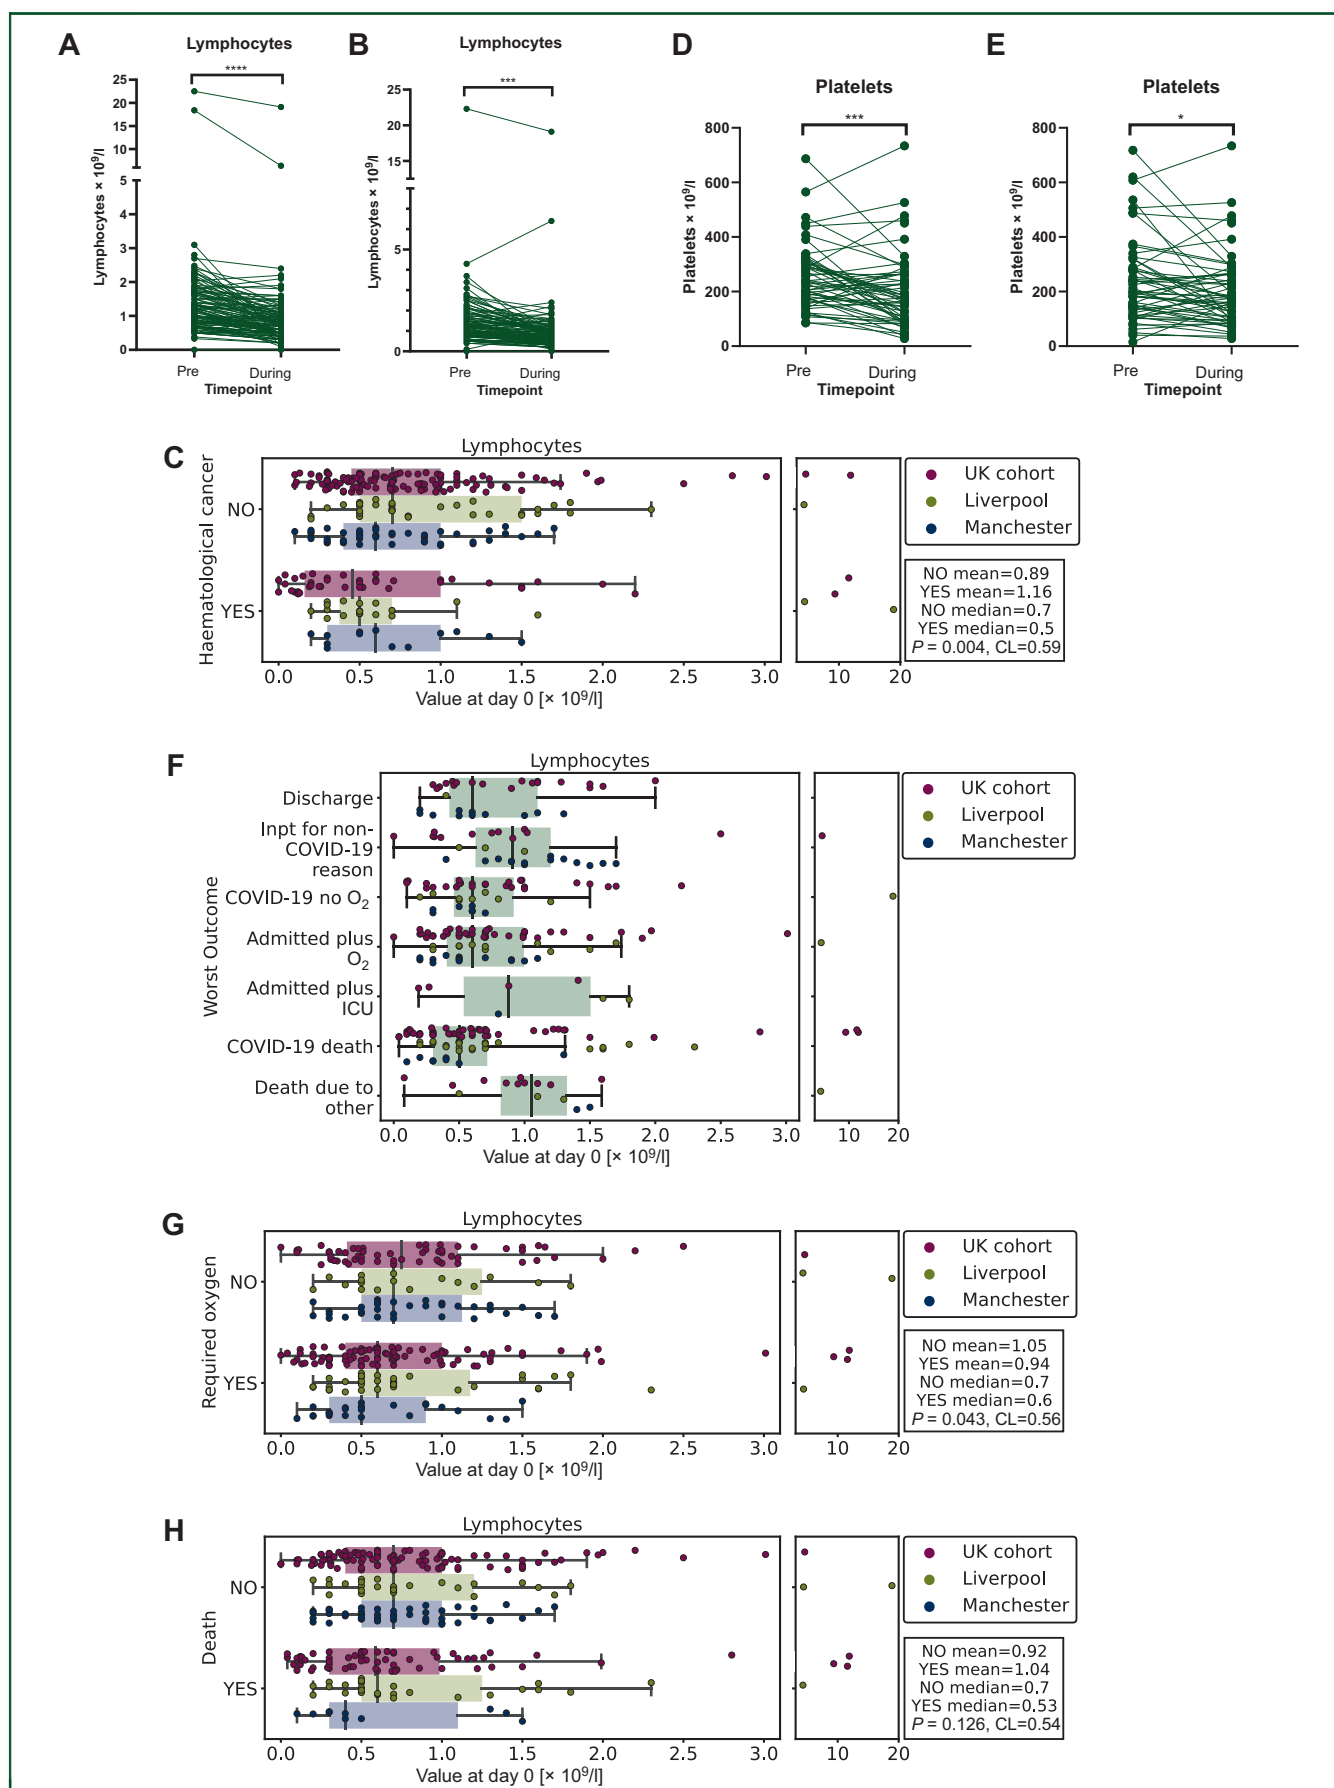 A
Lymphocytes
****
25
20
15
10
5
4
3
2
1
0
Lymphocytes × 10⁹/l
Pre
During
Timepoint
B
Lymphocytes
***
25
20
15
5
0
Lymphocytes × 10⁹/l
Pre
During
Timepoint
D
Platelets
***
800
600
400
200
0
Platelets × 10⁹/l
Pre
During
Timepoint
E
Platelets
*
800
600
400
200
0
Platelets × 10⁹/l
Pre
During
Timepoint
C
Lymphocytes
Haematological cancer
NO
YES
0.0 0.5 1.0 1.5 2.0 2.5 3.0
10 20
Value at day 0 [× 10⁹/l]
UK cohort
Liverpool
Manchester
NO mean=0.89
YES mean=1.16
NO median=0.7
YES median=0.5
P = 0.004, CL=0.59
F
Lymphocytes
Worst Outcome
Discharge
Inpt for non-
COVID-19
reason
COVID-19 no O₂
Admitted plus
O₂
Admitted plus
ICU
COVID-19 death
Death due to
other
0.0 0.5 1.0 1.5 2.0 2.5 3.0
10 20
Value at day 0 [× 10⁹/l]
UK cohort
Liverpool
Manchester
G
Lymphocytes
Required oxygen
NO
YES
0.0 0.5 1.0 1.5 2.0 2.5 3.0
10 20
Value at day 0 [× 10⁹/l]
UK cohort
Liverpool
Manchester
NO mean=1.05
YES mean=0.94
NO median=0.7
YES median=0.6
P = 0.043, CL=0.56
H
Lymphocytes
Death
NO
YES
0.0 0.5 1.0 1.5 2.0 2.5 3.0
10 20
Value at day 0 [× 10⁹/l]
UK cohort
Liverpool
Manchester
NO mean=0.92
YES mean=1.04
NO median=0.7
YES median=0.53
P = 0.126, CL=0.54